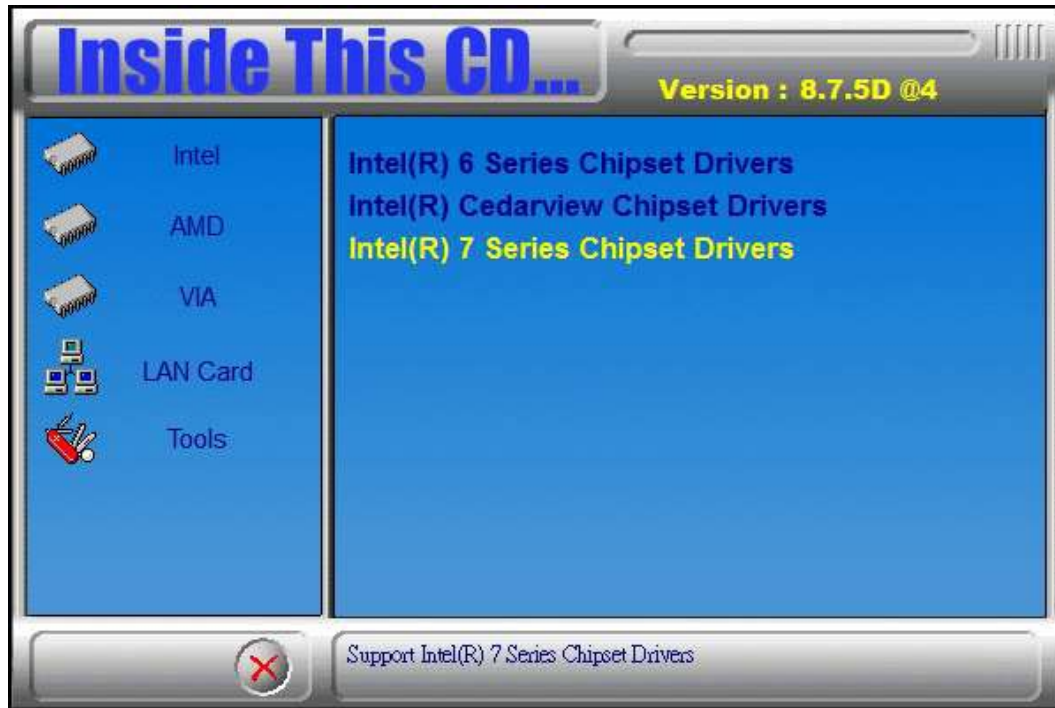 Inside This CD...
Version : 8.7.5D @4
Intel
AMD
VIA
LAN Card
Tools
Intel(R) 6 Series Chipset Drivers
Intel(R) Cedarview Chipset Drivers
Intel(R) 7 Series Chipset Drivers
Support Intel(R) 7 Series Chipset Drivers